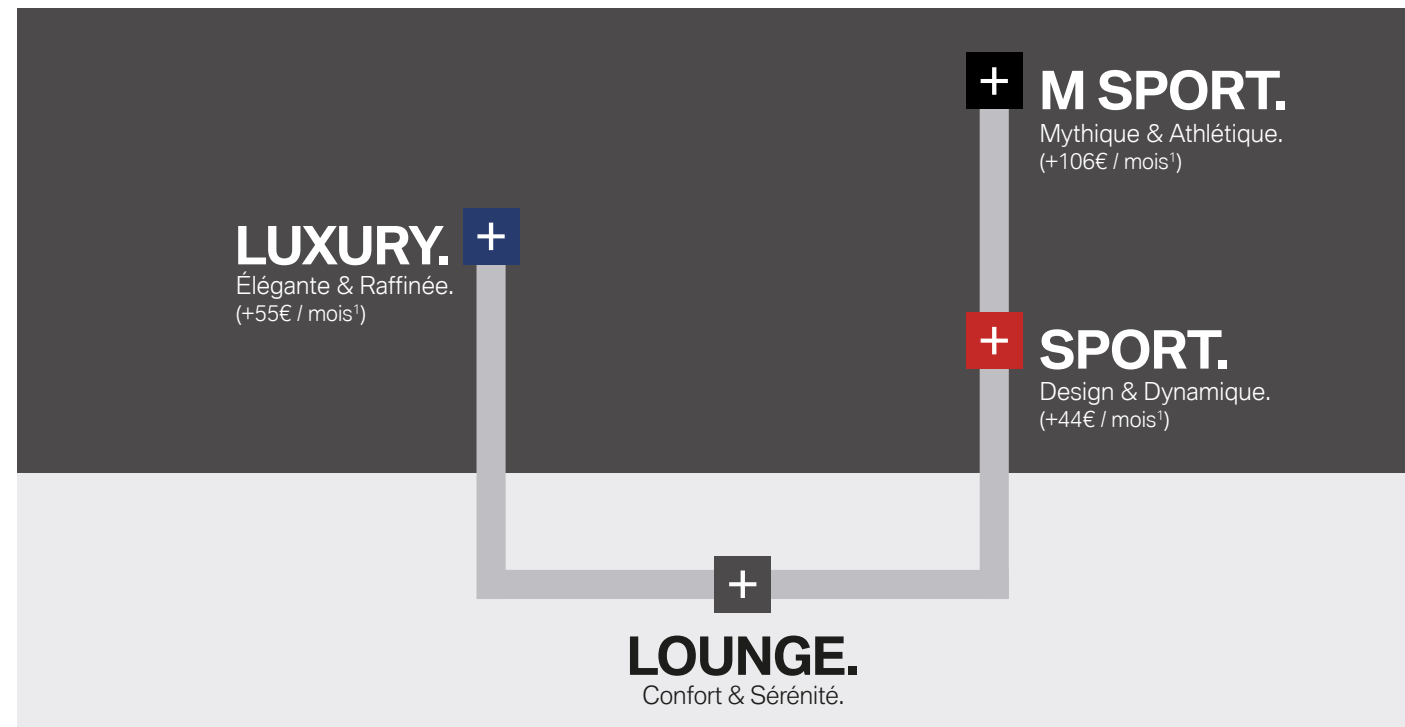 M SPORT.
Mythique & Athlétique.
(+106€ / mois¹)
LUXURY.
Élégante & Raffinée.
(+55€ / mois¹)
SPORT.
Design & Dynamique.
(+44€ / mois¹)
LOUNGE.
Confort & Sérénité.